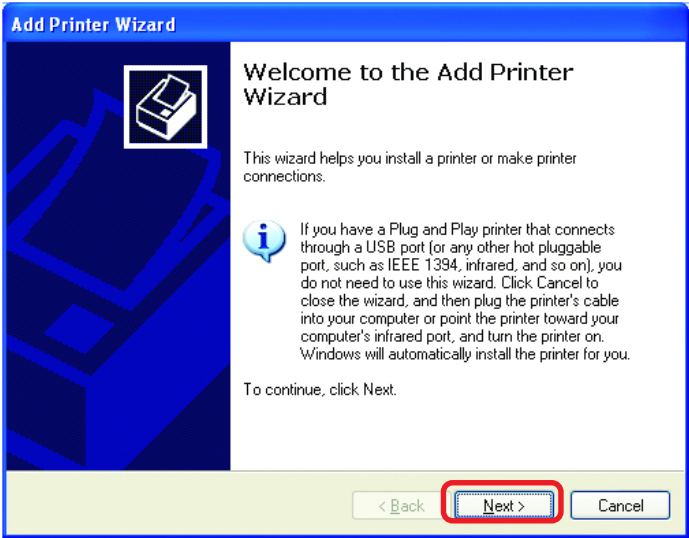 Add Printer Wizard
Welcome to the Add Printer
Wizard
This wizard helps you install a printer or make printer
connections.
If you have a Plug and Play printer that connects
through a USB port (or any other hot pluggable
port, such as IEEE 1394, infrared, and so on), you
do not need to use this wizard. Click Cancel to
close the wizard, and then plug the printer's cable
into your computer or point the printer toward your
computer's infrared port, and turn the printer on.
Windows will automatically install the printer for you.
To continue, click Next.
< Back Next > Cancel